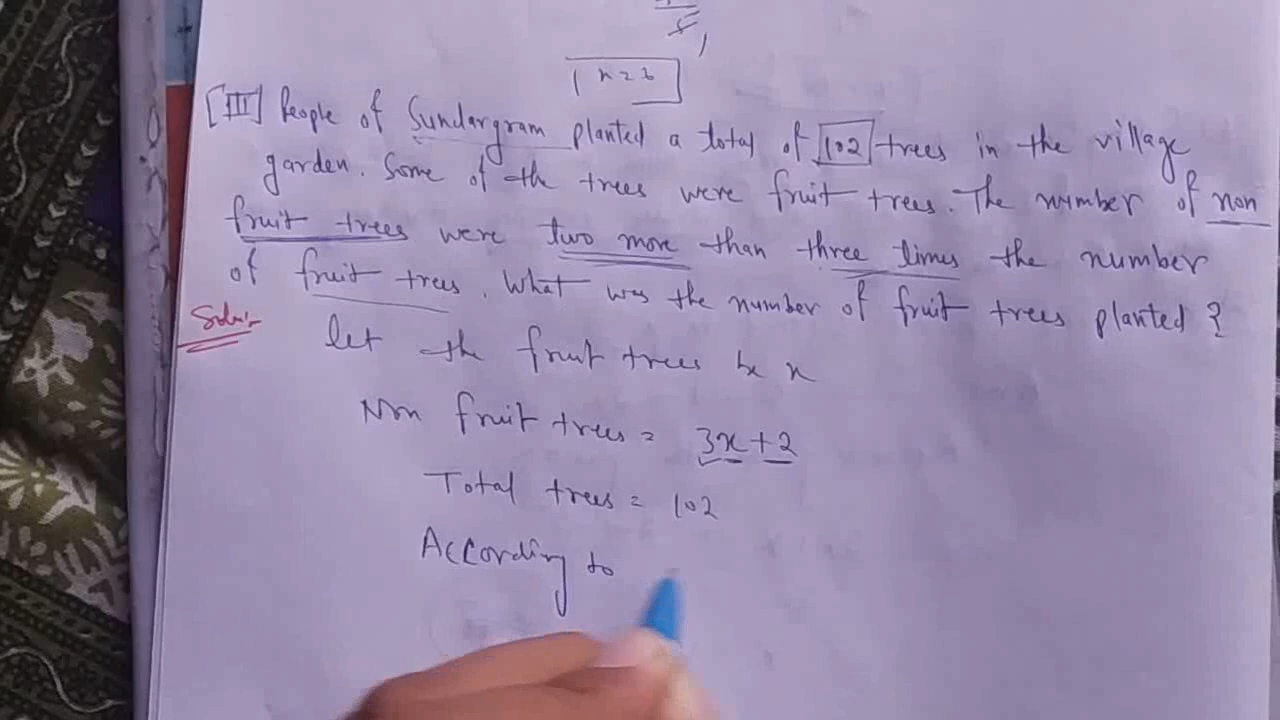 [III] People of Sundargram planted a total of 102 trees in the village
garden. Some of the trees were fruit trees. The number of non
fruit trees were two more than three times the number
of fruit trees. What was the number of fruit trees planted?
Soln:-
let the fruit trees be x
Non fruit trees = 3x + 2
Total trees = 102
According to